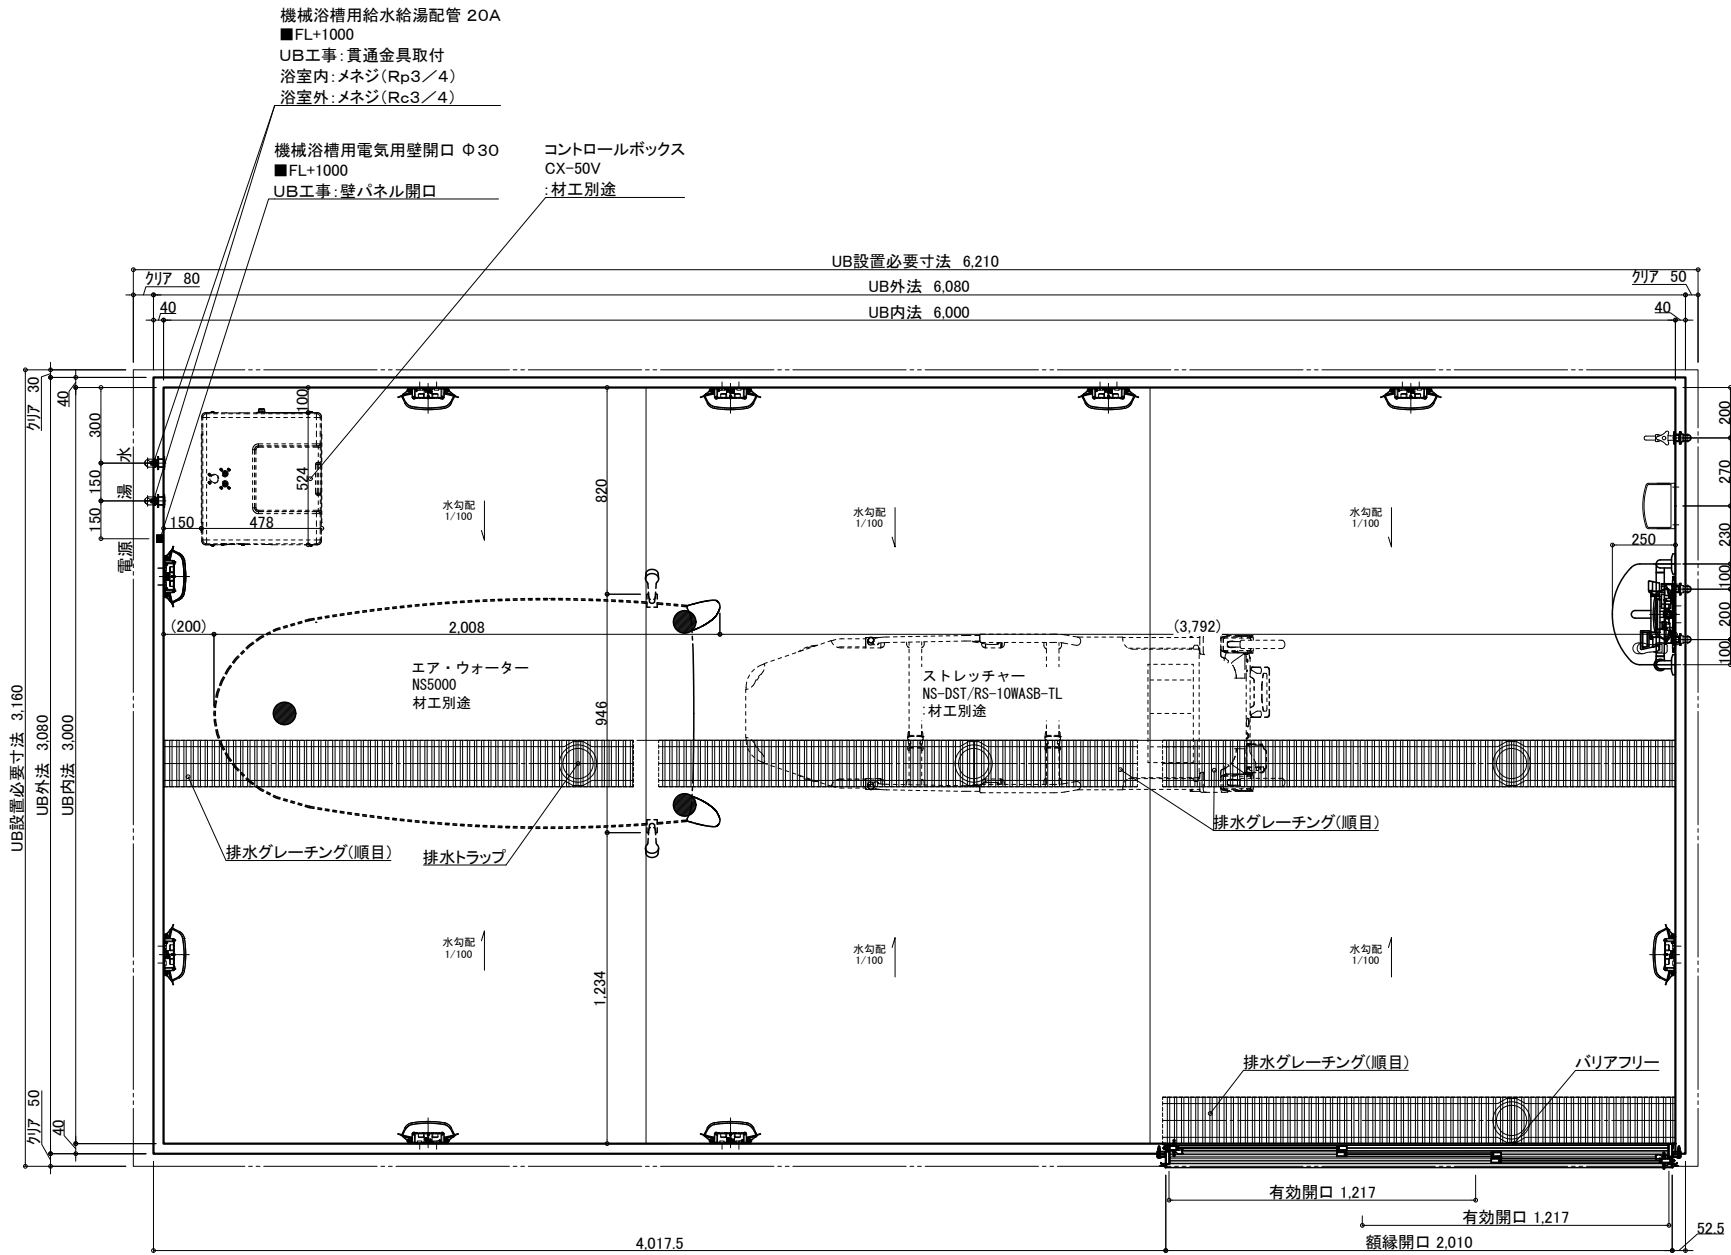 機械浴槽用給水給湯配管 20A
■FL+1000
UB工事:貫通金具取付
浴室内:メネジ(Rp3／4)
浴室外:メネジ(Rc3／4)
機械浴槽用電気用壁開口 Φ30
■FL+1000
UB工事:壁パネル開口
コントロールボックス
CX-50V
:材工別途
UB設置必要寸法 6,210
クリア 80
UB外法 6,080
クリア 50
40
UB内法 6,000
40
クリア 30
40
300
水
150
湯
150
電源
100
524
150
478
820
水勾配
1/100
水勾配
1/100
水勾配
1/100
200
270
230
250
100
200
100
(200)
2,008
(3,792)
エア・ウォーター
NS5000
材工別途
ストレッチャー
NS-DST/RS-10WASB-TL
:材工別途
946
UB設置必要寸法 3,160
UB外法 3,080
UB内法 3,000
排水グレーチング(順目)
排水トラップ
排水グレーチング(順目)
水勾配
1/100
水勾配
1/100
水勾配
1/100
1,234
排水グレーチング(順目)
バリアフリー
クリア 50
40
有効開口 1,217
有効開口 1,217
4,017.5
額縁開口 2,010
52.5